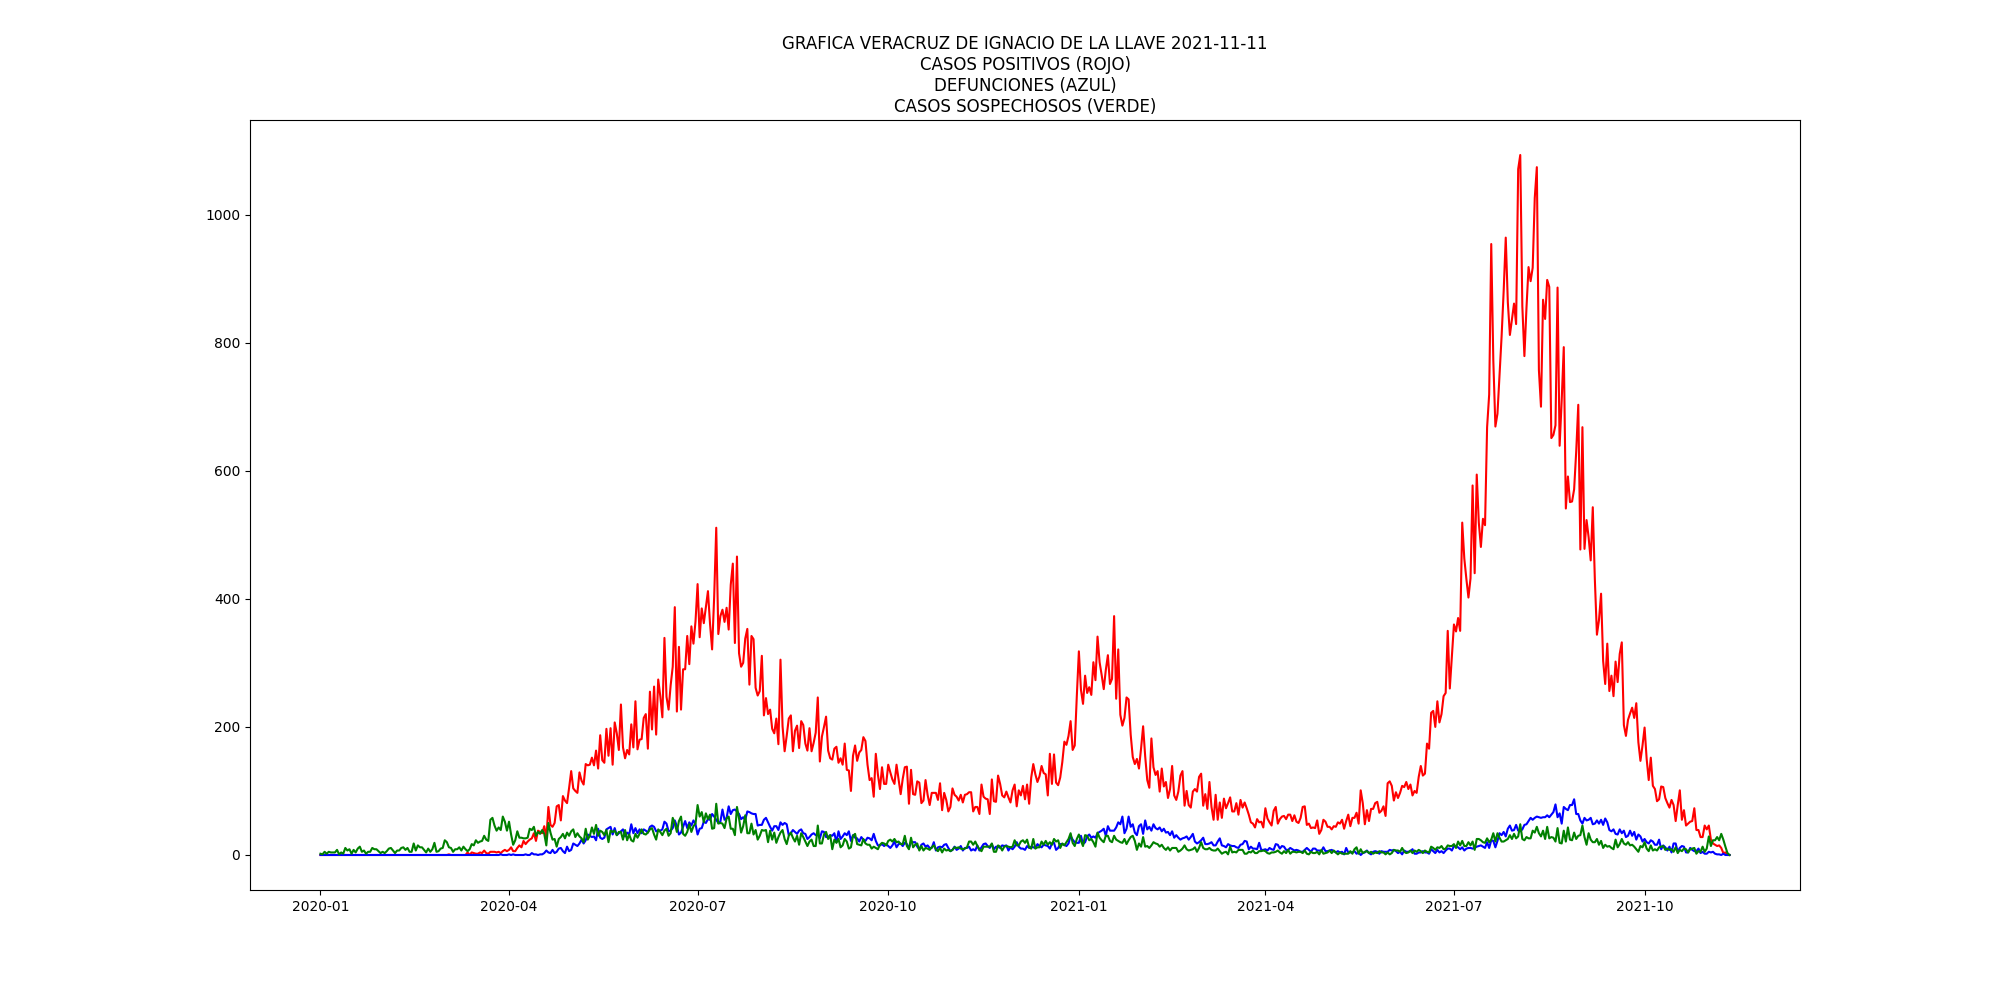 GRAFICA VERACRUZ DE IGNACIO DE LA LLAVE 2021-11-11
CASOS POSITIVOS (ROJO)
DEFUNCIONES (AZUL)
CASOS SOSPECHOSOS (VERDE)
1000
800
600
400
200
0
2020-01 2020-04 2020-07 2020-10 2021-01 2021-04 2021-07 2021-10